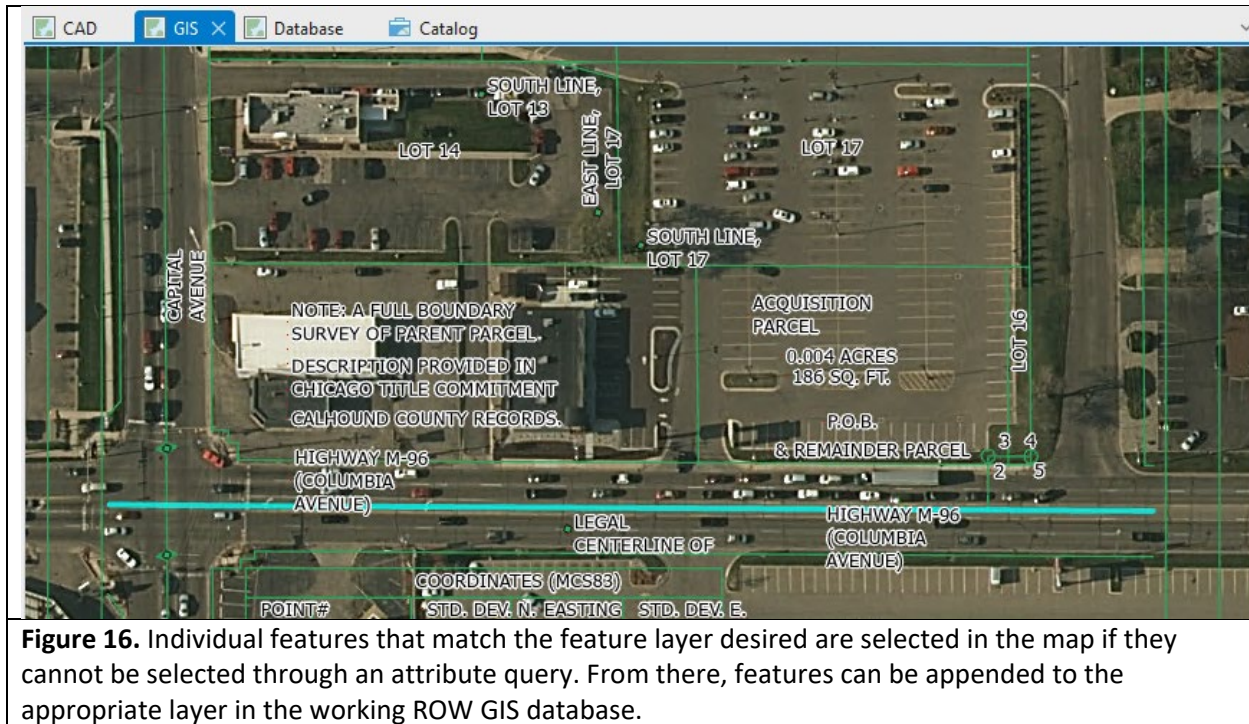 CAD GIS Database Catalog
SOUTH LINE,
LOT 13
LOT 14
EAST LINE,
LOT 17
LOT 17
SOUTH LINE,
LOT 17
CAPITAL
AVENUE
NOTE: A FULL BOUNDARY
SURVEY OF PARENT PARCEL.
DESCRIPTION PROVIDED IN
CHICAGO TITLE COMMITMENT
CALHOUND COUNTY RECORDS.
ACQUISITION
PARCEL
0.004 ACRES
186 SQ. FT.
LOT 16
P.O.B.
& REMAINDER PARCEL
3 4
2 5
HIGHWAY M-96
(COLUMBIA
AVENUE)
HIGHWAY M-96
(COLUMBIA
AVENUE)
LEGAL
CENTERLINE OF
COORDINATES (MCS83)
POINT# STD. DEV. N. EASTING STD. DEV. E.
Figure 16. Individual features that match the feature layer desired are selected in the map if they
cannot be selected through an attribute query. From there, features can be appended to the
appropriate layer in the working ROW GIS database.